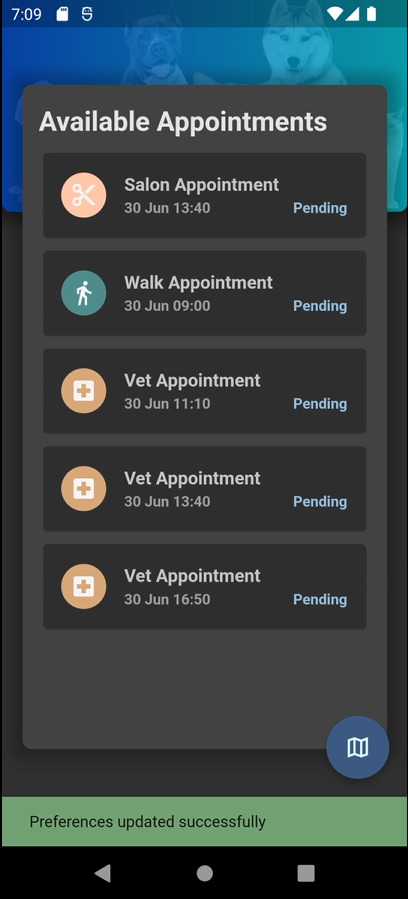 7:09
Available Appointments
Salon Appointment
30 Jun 13:40 Pending
Walk Appointment
30 Jun 09:00 Pending
Vet Appointment
30 Jun 11:10 Pending
Vet Appointment
30 Jun 13:40 Pending
Vet Appointment
30 Jun 16:50 Pending
Preferences updated successfully